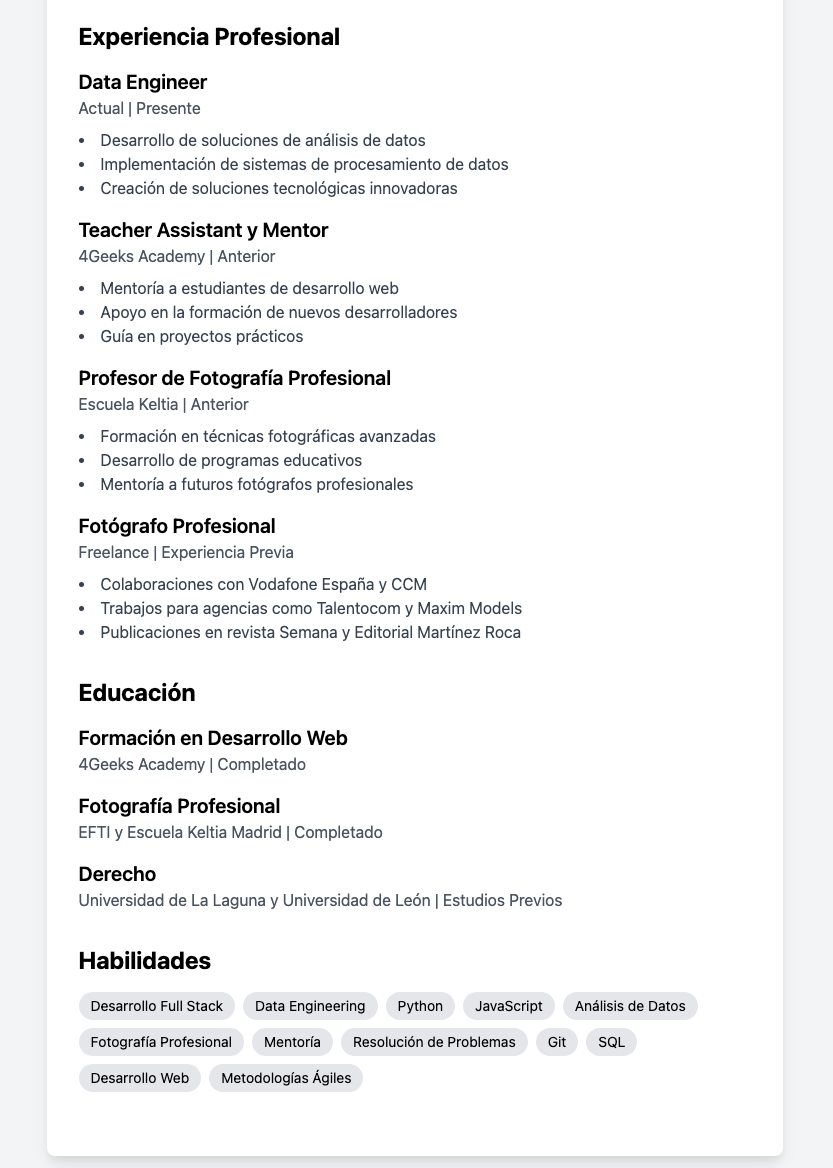 Experiencia Profesional
Data Engineer
Actual | Presente
• Desarrollo de soluciones de análisis de datos
• Implementación de sistemas de procesamiento de datos
• Creación de soluciones tecnológicas innovadoras
Teacher Assistant y Mentor
4Geeks Academy | Anterior
• Mentoría a estudiantes de desarrollo web
• Apoyo en la formación de nuevos desarrolladores
• Guía en proyectos prácticos
Profesor de Fotografía Profesional
Escuela Keltia | Anterior
• Formación en técnicas fotográficas avanzadas
• Desarrollo de programas educativos
• Mentoría a futuros fotógrafos profesionales
Fotógrafo Profesional
Freelance | Experiencia Previa
• Colaboraciones con Vodafone España y CCM
• Trabajos para agencias como Talentocom y Maxim Models
• Publicaciones en revista Semana y Editorial Martínez Roca
Educación
Formación en Desarrollo Web
4Geeks Academy | Completado
Fotografía Profesional
EFTI y Escuela Keltia Madrid | Completado
Derecho
Universidad de La Laguna y Universidad de León | Estudios Previos
Habilidades
Desarrollo Full Stack Data Engineering Python JavaScript Análisis de Datos
Fotografía Profesional Mentoría Resolución de Problemas Git SQL
Desarrollo Web Metodologías Ágiles